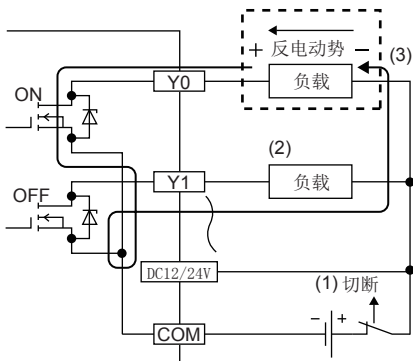 + 反电动势 −
(3)
Y0
负载
ON
(2)
Y1
负载
OFF
DC12/24V
(1) 切断
− +
COM